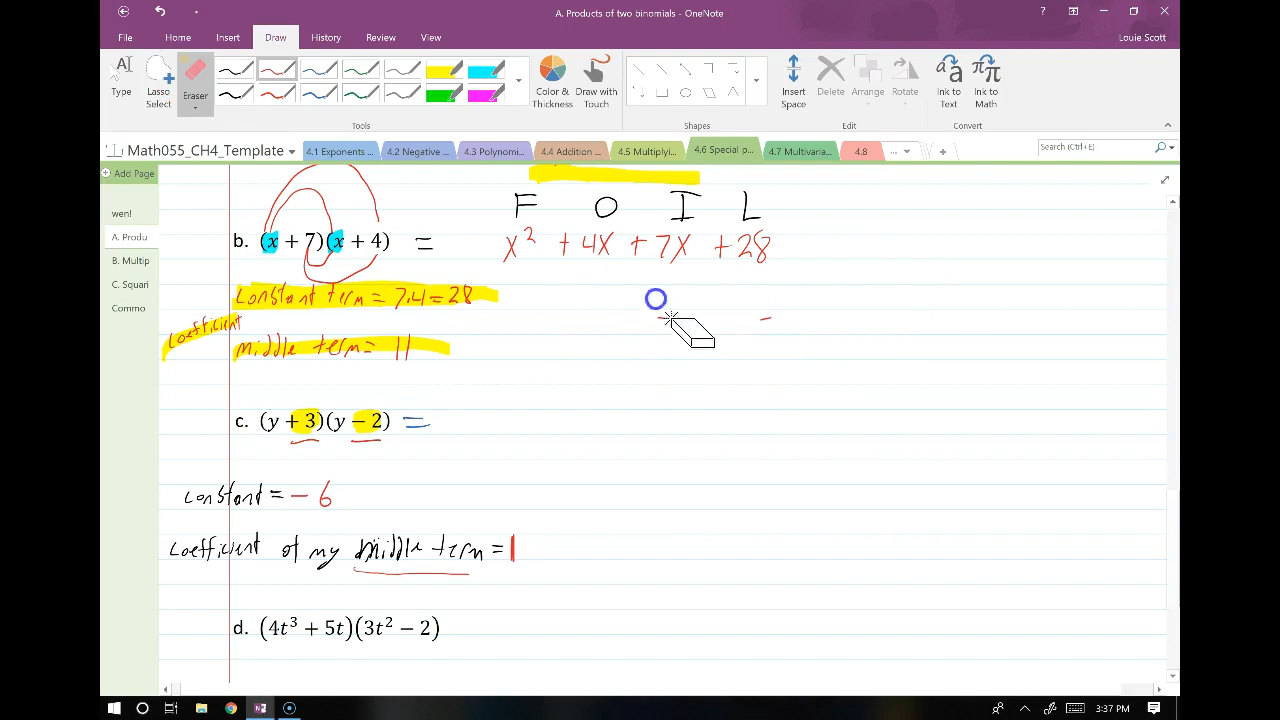 A. Products of two binomials - OneNote
?
File Home Insert Draw History Review View Louie Scott
Type Lasso Select Eraser Color & Thickness Draw with Touch Insert Space Delete Arrange Rotate Ink to Text Ink to Math
Tools Shapes Edit Convert
Math055_CH4_Template 4.1 Exponents ... 4.2 Negative ... 4.3 Polynomi... 4.4 Addition ... 4.5 Multiplyi... 4.6 Special p... 4.7 Multivaria... 4.8 ... Search (Ctrl+E)
Add Page
wen!
A. Produ
B. Multip
C. Squari
Commo
F O I L
b. (x + 7)(x + 4) = x² + 4x + 7x + 28
constant term = 7·4 = 28
coefficient
middle term = 11
c. (y + 3)(y − 2) =
constant = − 6
coefficient of my middle term = 1
d. (4t³ + 5t)(3t² − 2)
3:37 PM